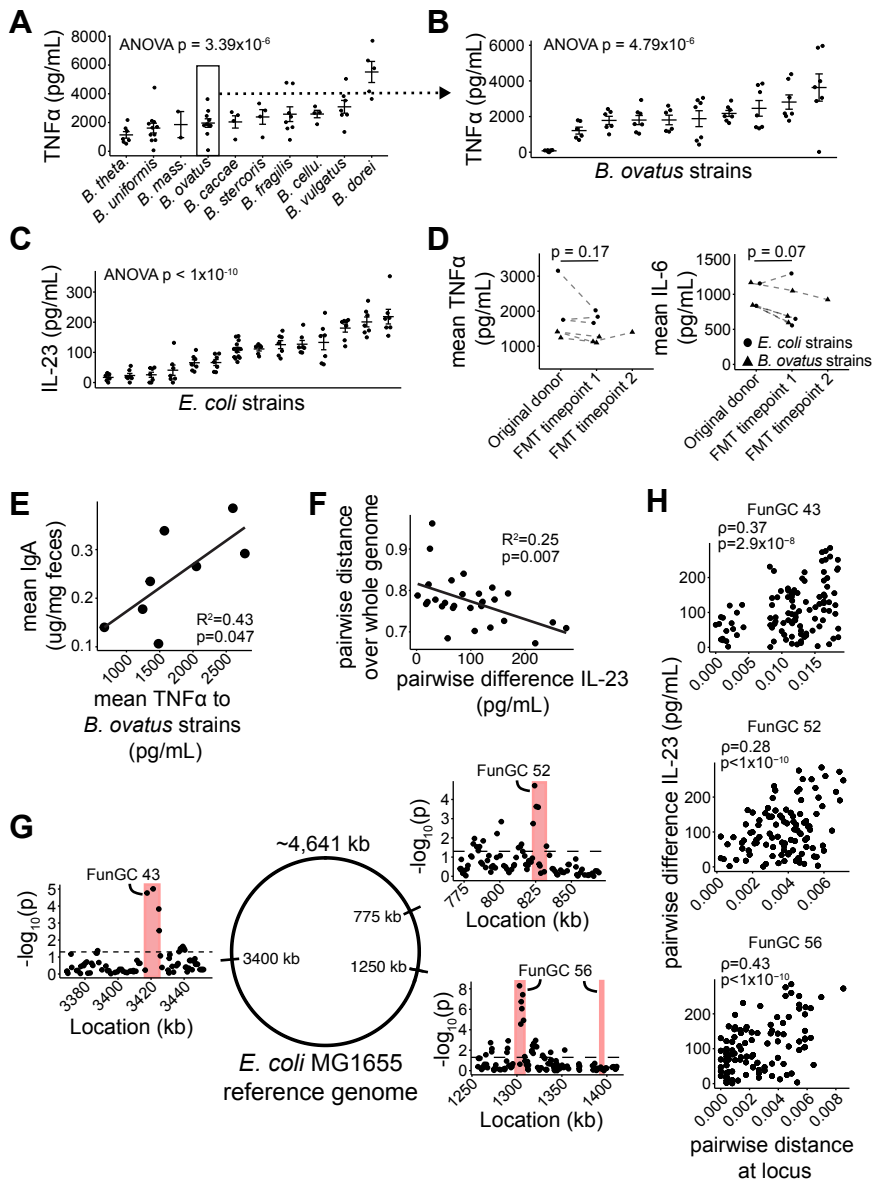 A
TNFα (pg/mL)
8000
6000
4000
2000
0
ANOVA p = 3.39x10-6
B. theta.
B. uniformis
B. mass.
B. ovatus
B. caccae
B. stercoris
B. fragilis
B. cellu.
B. vulgatus
B. dorei
B
TNFα (pg/mL)
6000
4000
2000
0
ANOVA p = 4.79x10-6
B. ovatus strains
C
IL-23 (pg/mL)
300
200
100
0
ANOVA p < 1x10-10
E. coli strains
D
mean TNFα
(pg/mL)
3000
2000
1000
p = 0.17
Original donor
FMT timepoint 1
FMT timepoint 2
mean IL-6
(pg/mL)
1500
1000
500
0
p = 0.07
E. coli strains
B. ovatus strains
Original donor
FMT timepoint 1
FMT timepoint 2
E
mean IgA
(ug/mg feces)
0.3
0.2
0.1
R2=0.43
p=0.047
1000
1500
2000
2500
mean TNFα to
B. ovatus strains
(pg/mL)
F
pairwise distance
over whole genome
0.9
0.8
0.7
R2=0.25
p=0.007
0
100
200
pairwise difference IL-23
(pg/mL)
G
FunGC 43
-log10(p)
5
4
3
2
1
0
3380
3400
3420
3440
Location (kb)
~4,641 kb
775 kb
1250 kb
3400 kb
E. coli MG1655
reference genome
FunGC 52
-log10(p)
5
4
3
2
1
0
775
800
825
850
Location (kb)
FunGC 56
-log10(p)
8
6
4
2
0
1250
1300
1350
1400
Location (kb)
H
pairwise difference IL-23 (pg/mL)
FunGC 43
ρ=0.37
p=2.9x10−8
200
100
0
0.000
0.005
0.010
0.015
FunGC 52
ρ=0.28
p<1x10−10
300
200
100
0
0.000
0.002
0.004
0.006
FunGC 56
ρ=0.43
p<1x10−10
300
200
100
0
0.000
0.002
0.004
0.006
0.008
pairwise distance
at locus